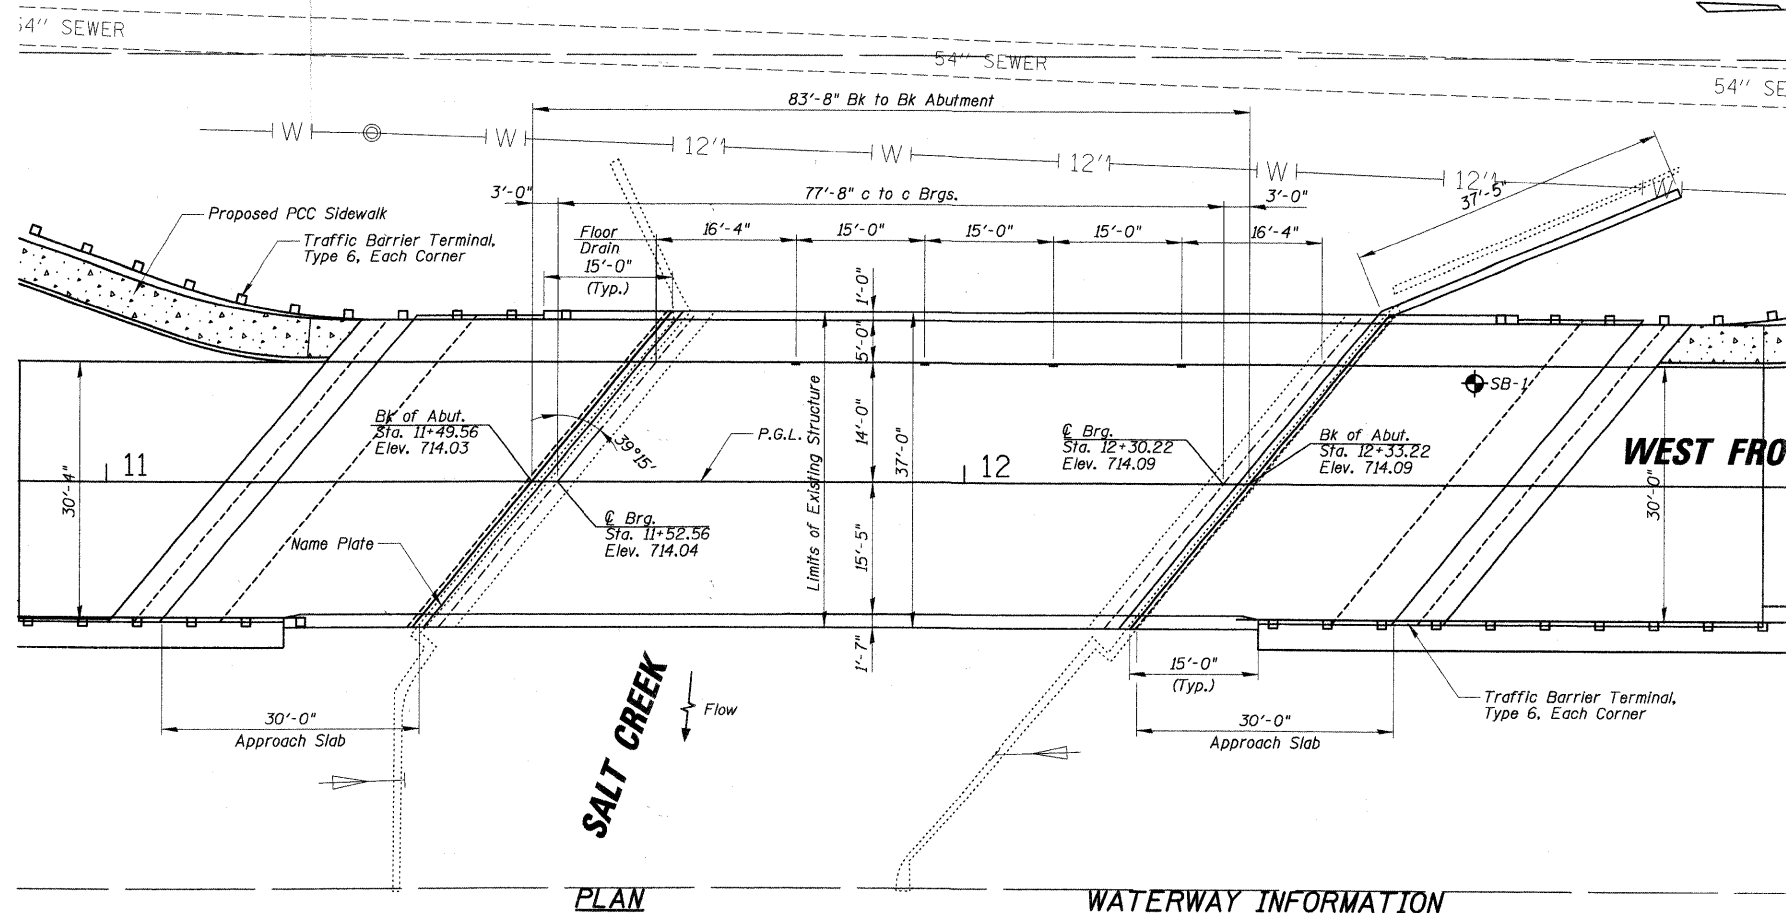 54'' SEWER
54'' SEWER
54'' SE
83'-8" Bk to Bk Abutment
W
W
12"
W
12"
W
12"
W
37'-5"
3'-0"
77'-8" c to c Brgs.
3'-0"
Proposed PCC Sidewalk
Traffic Barrier Terminal,
Type 6, Each Corner
Floor
Drain
15'-0"
(Typ.)
16'-4"
15'-0"
15'-0"
15'-0"
16'-4"
1'-0"
5'-0"
14'-0"
37'-0"
15'-5"
1'-7"
Limits of Existing Structure
SB-1
Bk of Abut.
Sta. 11+49.56
Elev. 714.03
39°15'
P.G.L.
℄ Brg.
Sta. 12+30.22
Elev. 714.09
Bk of Abut.
Sta. 12+33.22
Elev. 714.09
WEST FRO
11
12
30'-4"
30'-0"
℄ Brg.
Sta. 11+52.56
Elev. 714.04
Name Plate
15'-0"
(Typ.)
SALT CREEK
Flow
Traffic Barrier Terminal,
Type 6, Each Corner
30'-0"
Approach Slab
30'-0"
Approach Slab
PLAN
WATERWAY INFORMATION